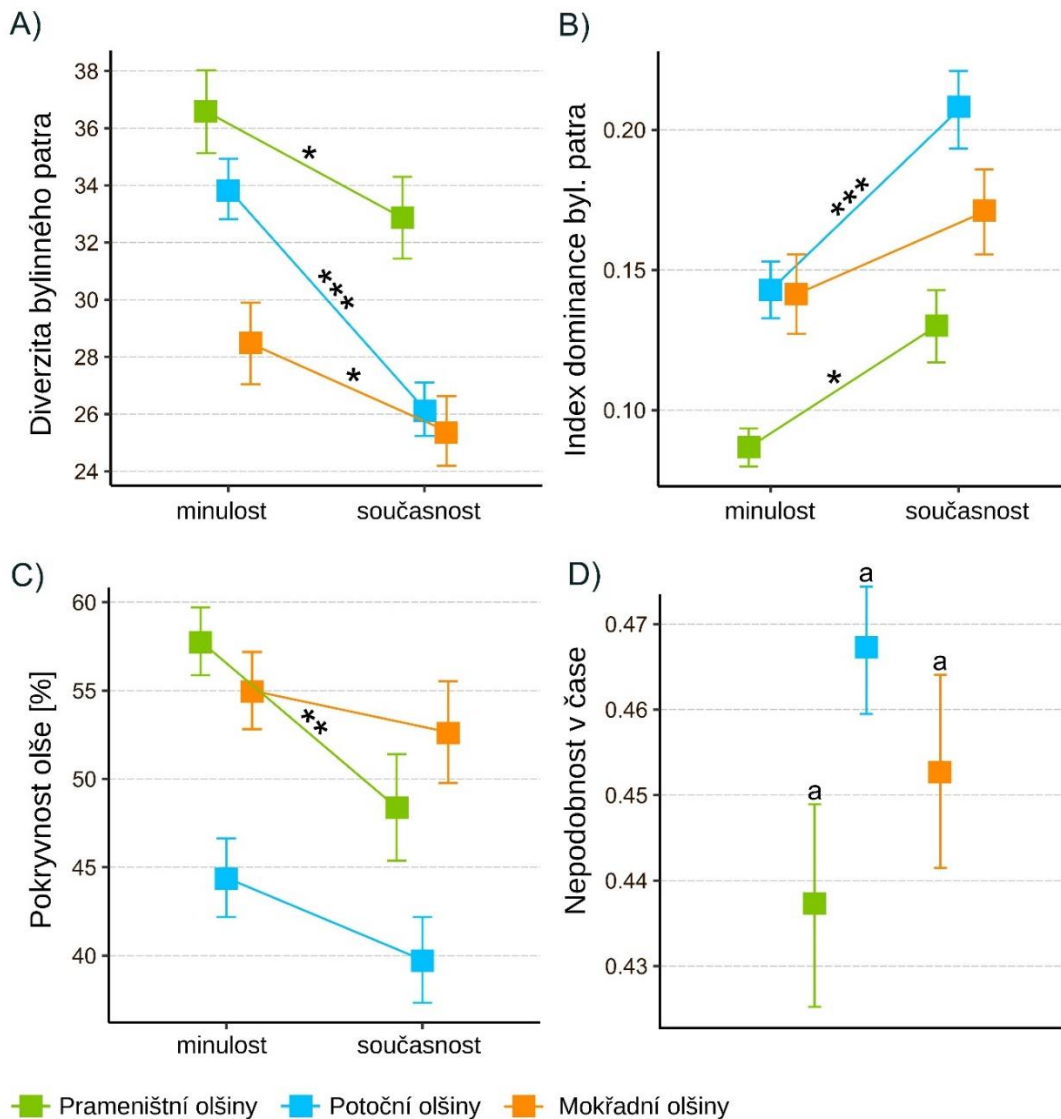 A)
Diverzita bylinného patra
38
36
34
32
30
28
26
24
*
***
*
minulost současnost
B)
Index dominance byl. patra
0.20
0.15
0.10
***
*
minulost současnost
C)
Pokryvnost olše [%]
60
55
50
45
40
**
minulost současnost
D)
Nepodobnost v čase
0.47
0.46
0.45
0.44
0.43
a
a
a
Prameništní olšiny Potoční olšiny Mokřadní olšiny